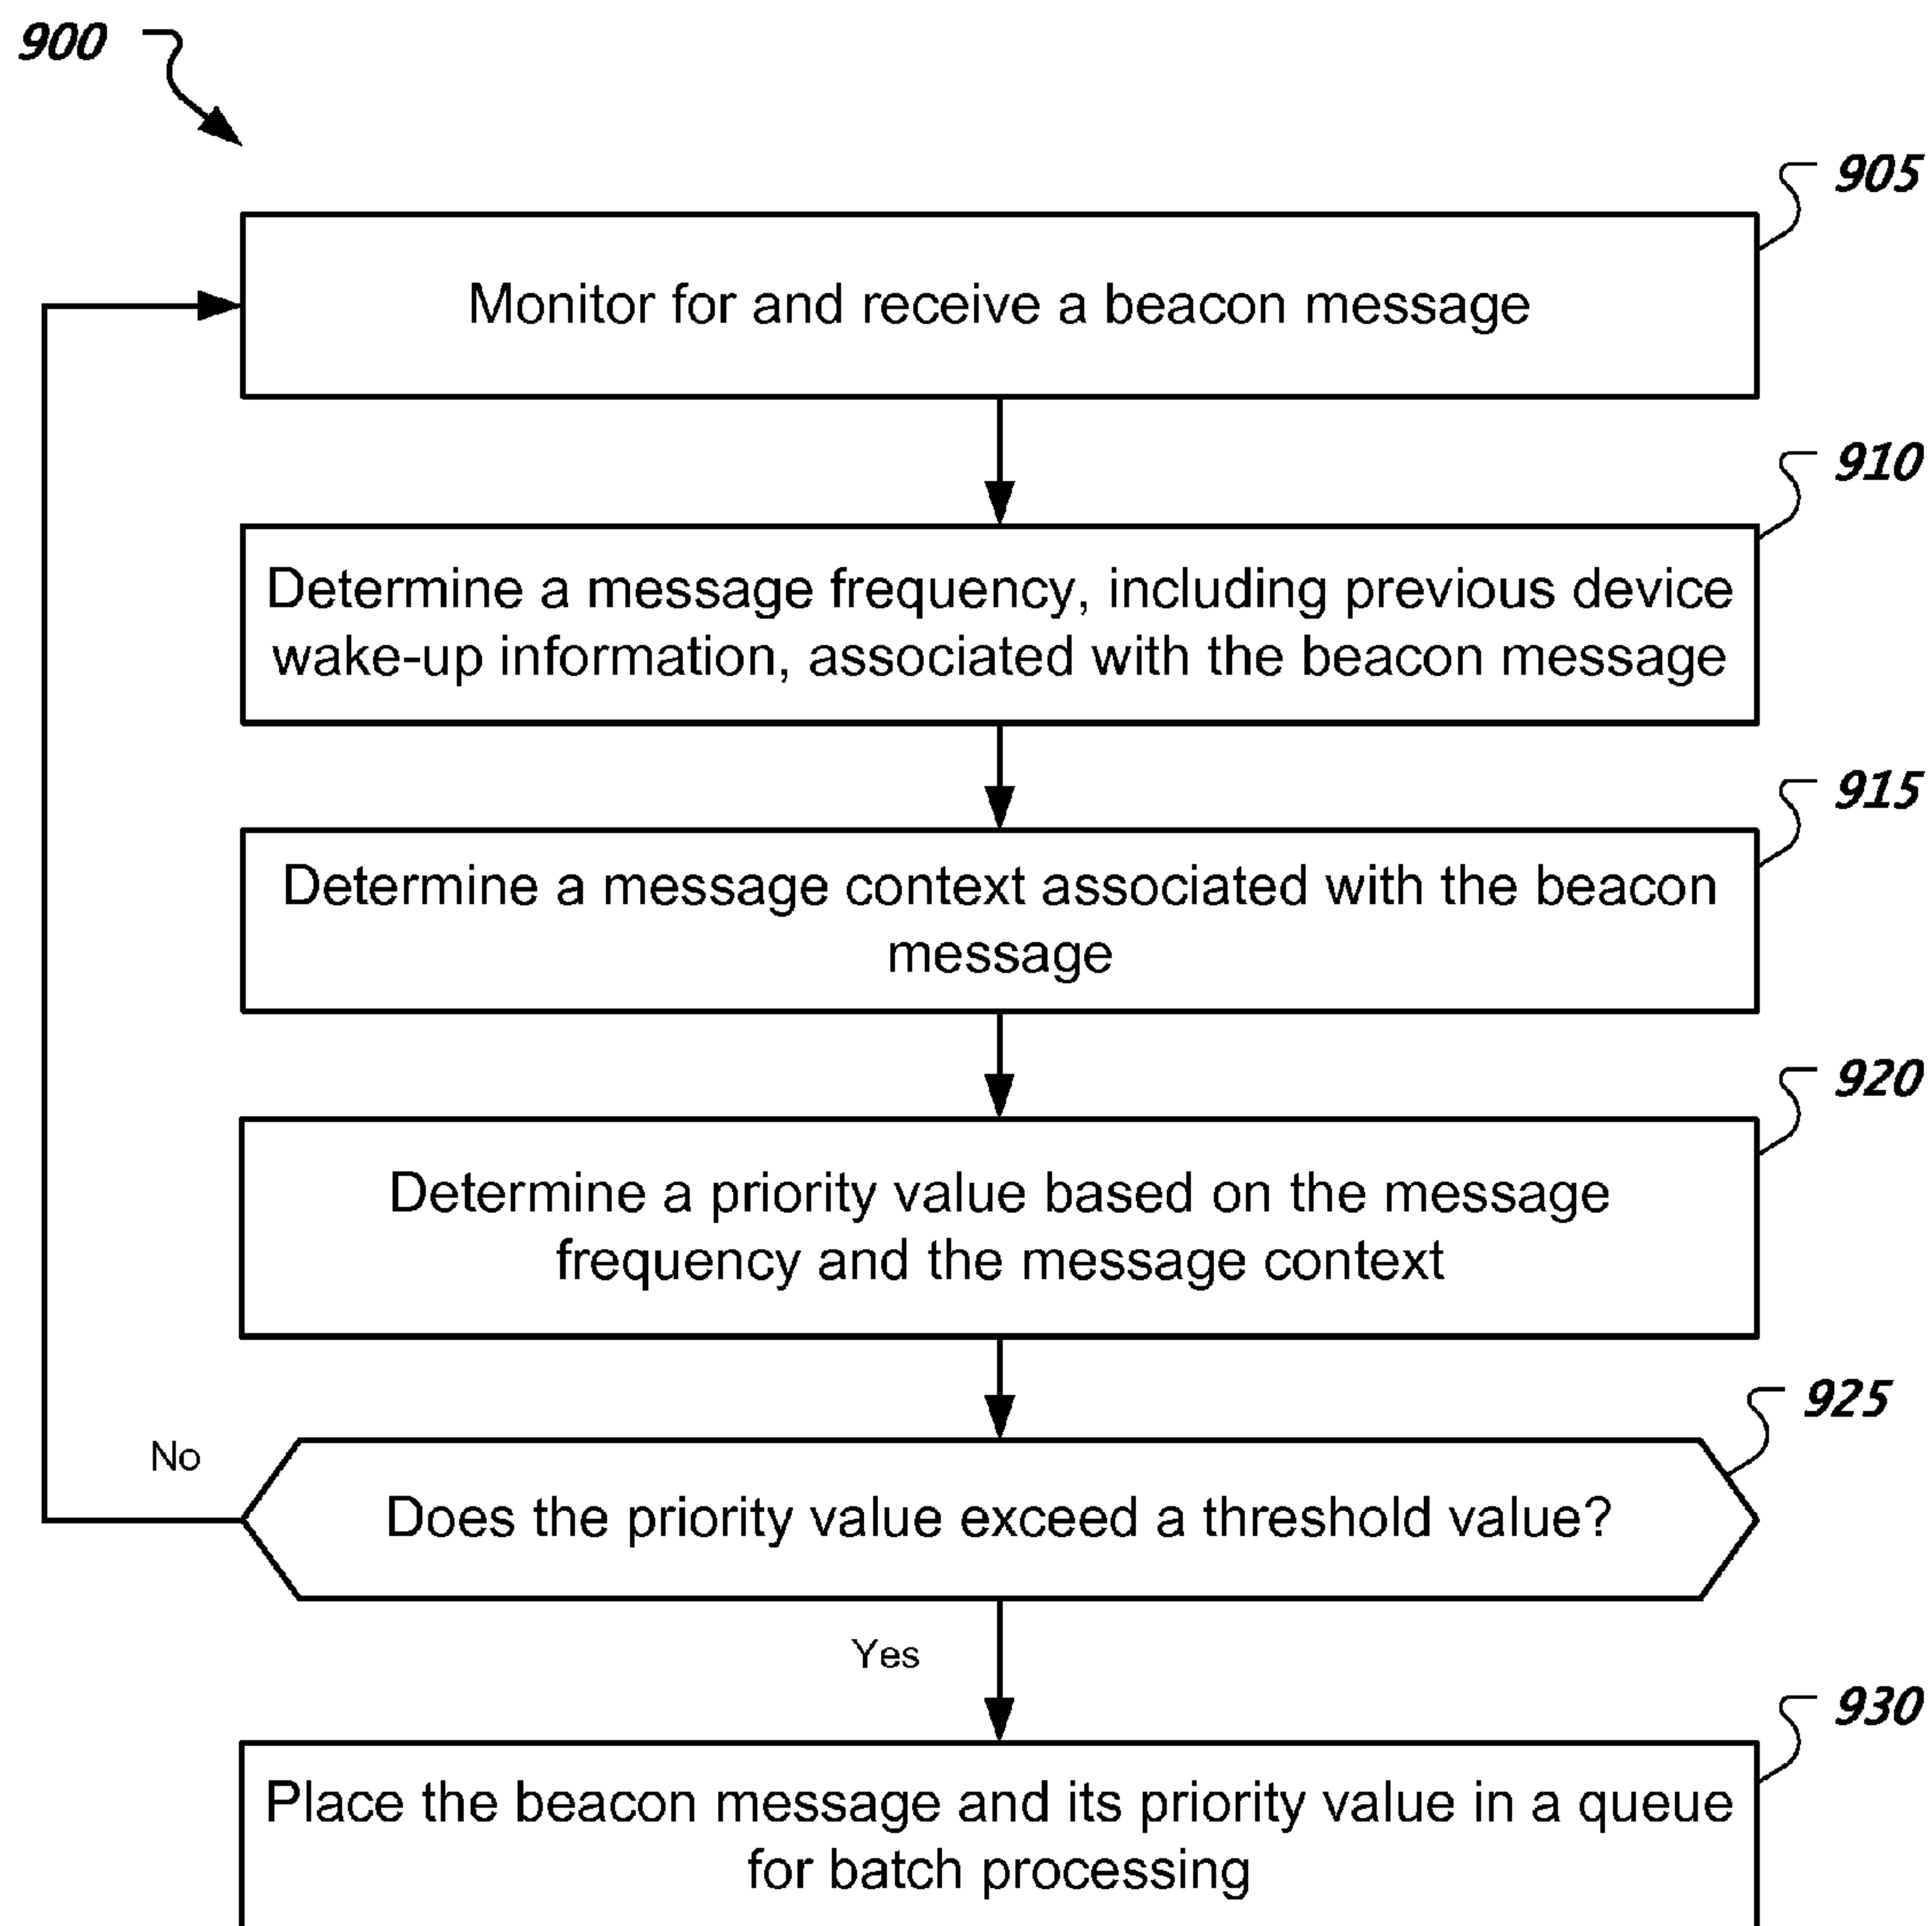 900
905
Monitor for and receive a beacon message
910
Determine a message frequency, including previous device
wake-up information, associated with the beacon message
915
Determine a message context associated with the beacon
message
920
Determine a priority value based on the message
frequency and the message context
925
No
Does the priority value exceed a threshold value?
Yes
930
Place the beacon message and its priority value in a queue
for batch processing